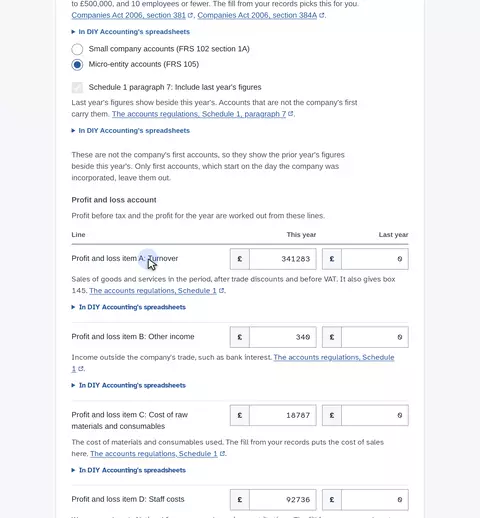 to £500,000, and 10 employees or fewer. The fill from your records picks this for you.
Companies Act 2006, section 381 , Companies Act 2006, section 384A .
In DIY Accounting's spreadsheets
Small company accounts (FRS 102 section 1A)
Micro-entity accounts (FRS 105)
Schedule 1 paragraph 7: Include last year's figures
Last year's figures show beside this year's. Accounts that are not the company's first
carry them. The accounts regulations, Schedule 1, paragraph 7 .
In DIY Accounting's spreadsheets
These are not the company's first accounts, so they show the prior year's figures
beside this year's. Only first accounts, which start on the day the company was
incorporated, leave them out.
Profit and loss account
Profit before tax and the profit for the year are worked out from these lines.
Line This year Last year
Profit and loss item A: Turnover £ 341283 £ 0
Sales of goods and services in the period, after trade discounts and before VAT. It also gives box
145. The accounts regulations, Schedule 1 .
In DIY Accounting's spreadsheets
Profit and loss item B: Other income £ 340 £ 0
Income outside the company's trade, such as bank interest. The accounts regulations, Schedule
1 .
In DIY Accounting's spreadsheets
Profit and loss item C: Cost of raw £ 18787 £ 0
materials and consumables
The cost of materials and consumables used. The fill from your records puts the cost of sales
here. The accounts regulations, Schedule 1 .
In DIY Accounting's spreadsheets
Profit and loss item D: Staff costs £ 92736 £ 0